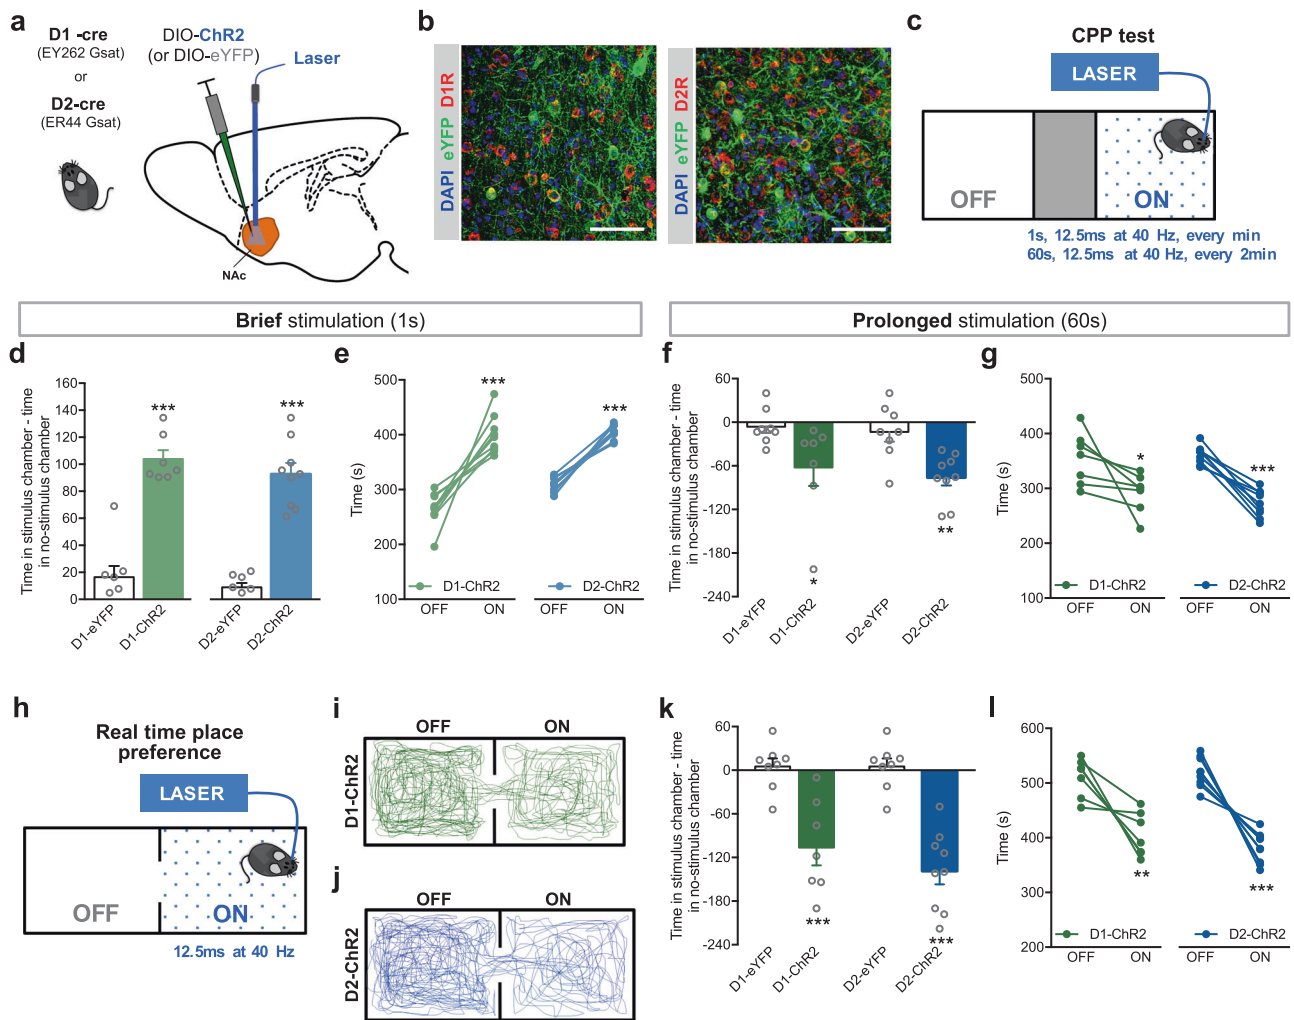 a
D1 -cre
(EY262 Gsat)
or
D2-cre
(ER44 Gsat)
DIO-ChR2
(or DIO-eYFP)
Laser
NAc
b
DAPI eYFP D1R
DAPI eYFP D2R
c
CPP test
LASER
OFF
ON
1s, 12.5ms at 40 Hz, every min
60s, 12.5ms at 40 Hz, every 2min
Brief stimulation (1s)
Prolonged stimulation (60s)
d
Time in stimulus chamber - time
in no-stimulus chamber
160
140
120
100
80
60
40
20
0
***
***
D1-eYFP
D1-ChR2
D2-eYFP
D2-ChR2
e
Time (s)
500
400
300
200
100
***
***
D1-ChR2
D2-ChR2
OFF
ON
OFF
ON
f
Time in stimulus chamber - time
in no-stimulus chamber
60
0
-60
-120
-180
-240
*
**
D1-eYFP
D1-ChR2
D2-eYFP
D2-ChR2
g
Time (s)
500
400
300
200
100
*
***
D1-ChR2
D2-ChR2
OFF
ON
OFF
ON
h
Real time place
preference
LASER
OFF
ON
12.5ms at 40 Hz
i
OFF
ON
D1-ChR2
j
OFF
ON
D2-ChR2
k
Time in stimulus chamber - time
in no-stimulus chamber
60
0
-60
-120
-180
-240
***
***
D1-eYFP
D1-ChR2
D2-eYFP
D2-ChR2
l
Time (s)
600
500
400
300
200
**
***
D1-ChR2
D2-ChR2
OFF
ON
OFF
ON